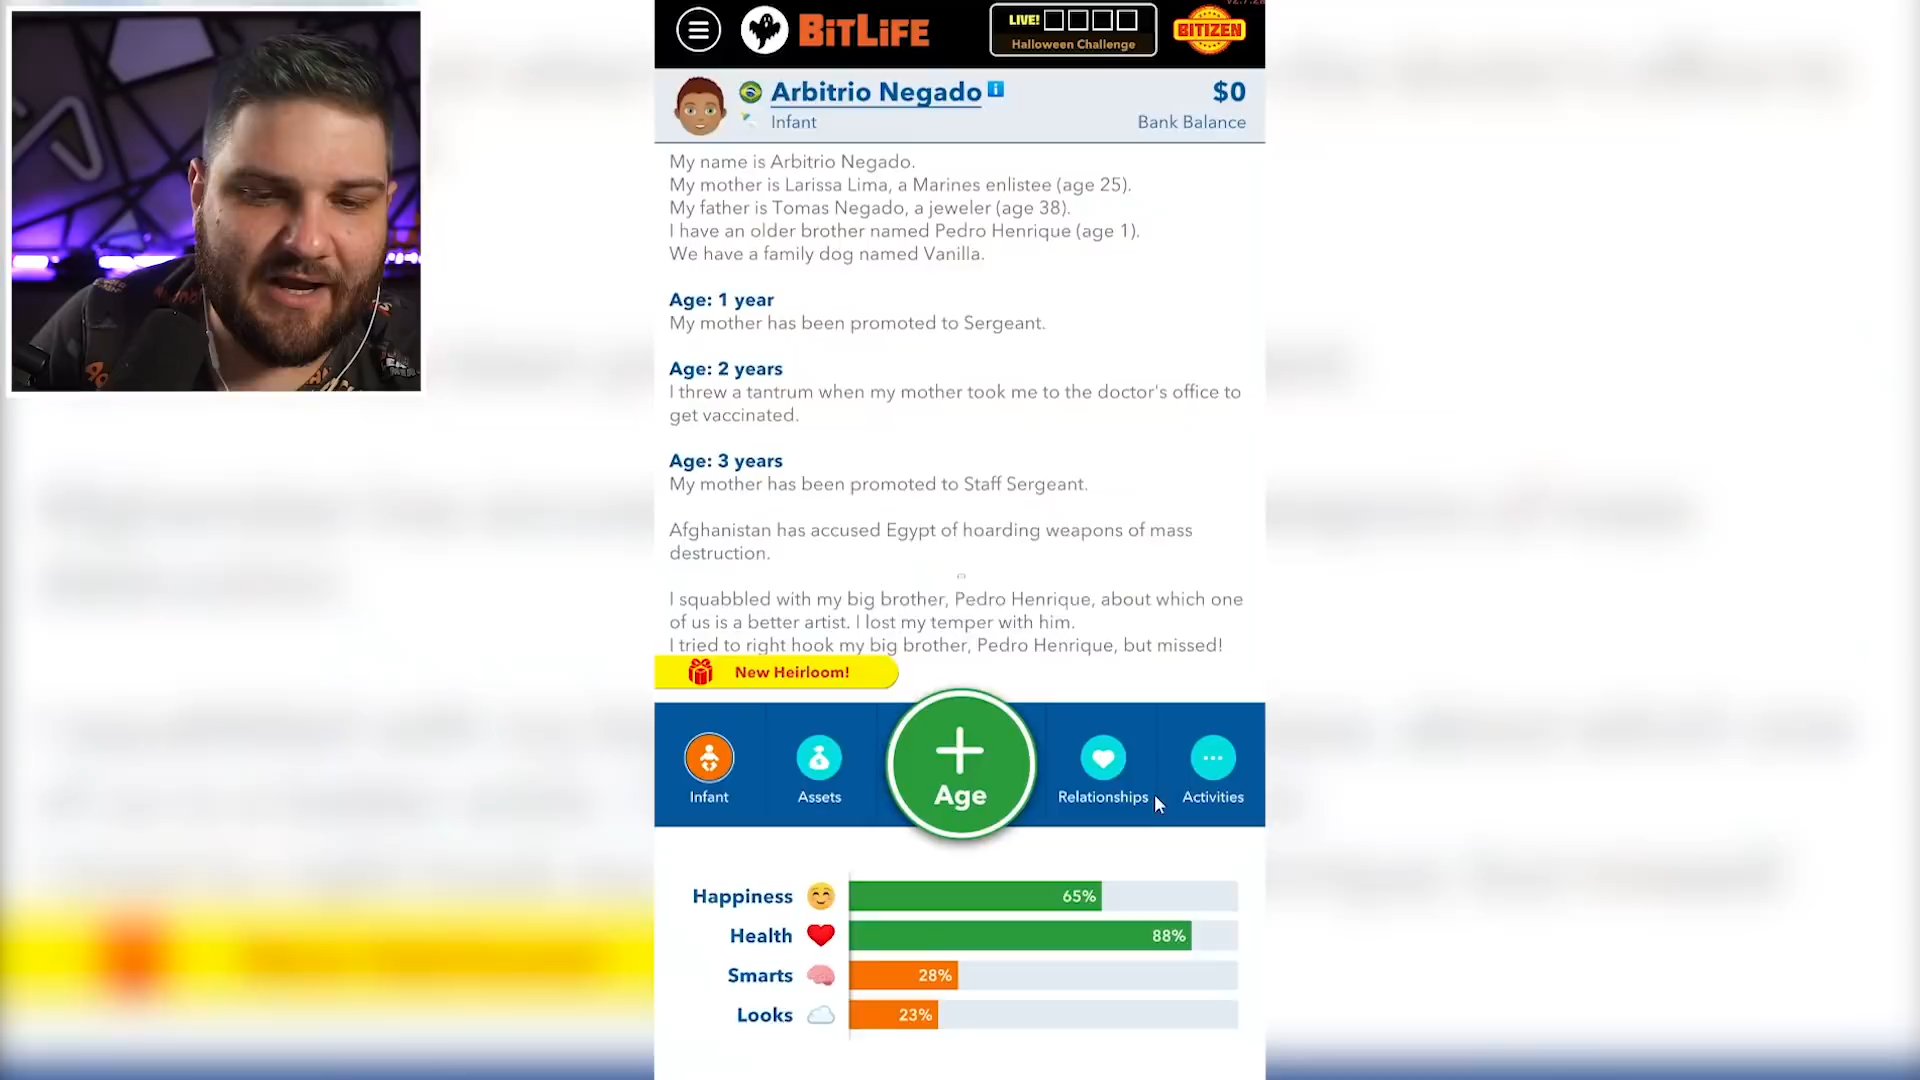 V2.7.2x
BITLIFE
LIVE!
Halloween Challenge
BITIZEN
Arbitrio Negado
$0
Infant
Bank Balance
My name is Arbitrio Negado.
My mother is Larissa Lima, a Marines enlistee (age 25).
My father is Tomas Negado, a jeweler (age 38).
I have an older brother named Pedro Henrique (age 1).
We have a family dog named Vanilla.
Age: 1 year
My mother has been promoted to Sergeant.
Age: 2 years
I threw a tantrum when my mother took me to the doctor's office to
get vaccinated.
Age: 3 years
My mother has been promoted to Staff Sergeant.
Afghanistan has accused Egypt of hoarding weapons of mass
destruction.
I squabbled with my big brother, Pedro Henrique, about which one
of us is a better artist. I lost my temper with him.
I tried to right hook my big brother, Pedro Henrique, but missed!
New Heirloom!
Infant
Assets
Age
Relationships
Activities
Happiness
65%
Health
88%
Smarts
28%
Looks
23%